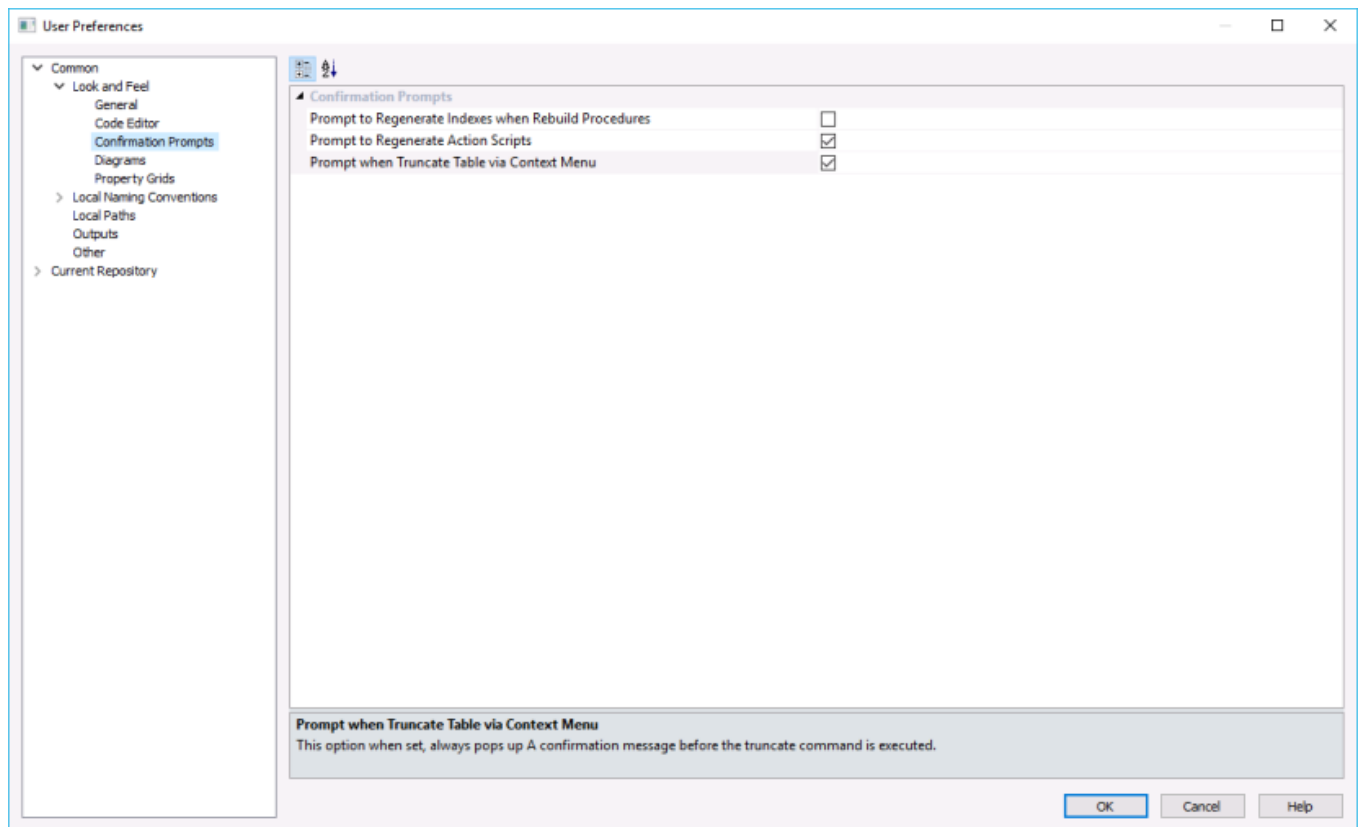 User Preferences
Common
Look and Feel
General
Code Editor
Confirmation Prompts
Diagrams
Property Grids
Local Naming Conventions
Local Paths
Outputs
Other
Current Repository
Confirmation Prompts
Prompt to Regenerate Indexes when Rebuild Procedures
Prompt to Regenerate Action Scripts
Prompt when Truncate Table via Context Menu
Prompt when Truncate Table via Context Menu
This option when set, always pops up A confirmation message before the truncate command is executed.
OK Cancel Help